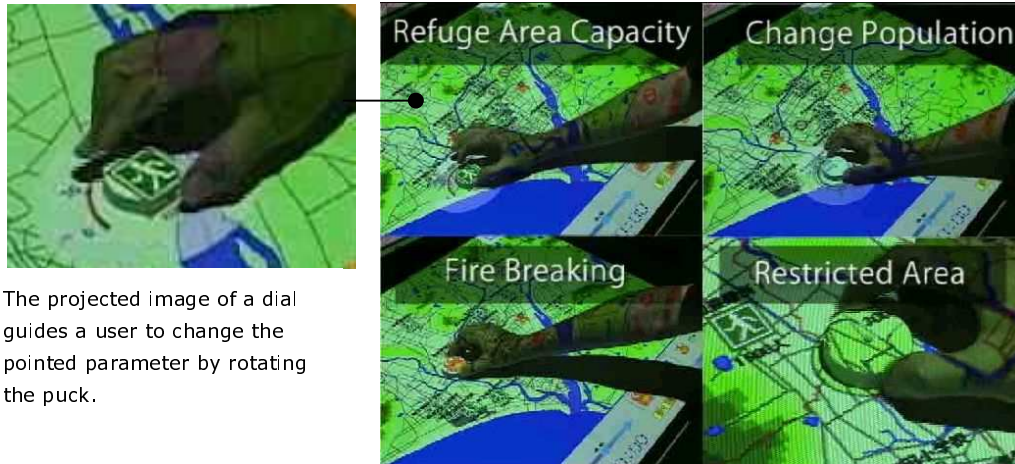 Refuge Area Capacity
Change Population
Fire Breaking
Restricted Area
The projected image of a dial
guides a user to change the
pointed parameter by rotating
the puck.